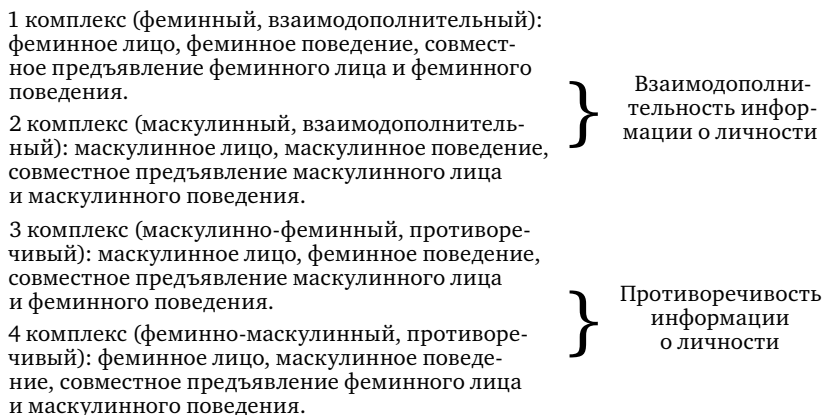 1 комплекс (феминный, взаимодополнительный):
феминное лицо, феминное поведение, совмест-
ное предъявление феминного лица и феминного
поведения.
2 комплекс (маскулинный, взаимодополнитель-
ный): маскулинное лицо, маскулинное поведение,
совместное предъявление маскулинного лица
и маскулинного поведения.
} Взаимодополни-
тельность инфор-
мации о личности
3 комплекс (маскулинно-феминный, противоре-
чивый): маскулинное лицо, феминное поведение,
совместное предъявление маскулинного лица
и феминного поведения.
4 комплекс (феминно-маскулинный, противоре-
чивый): феминное лицо, маскулинное поведе-
ние, совместное предъявление феминного лица
и маскулинного поведения.
} Противоречивость
информации
о личности